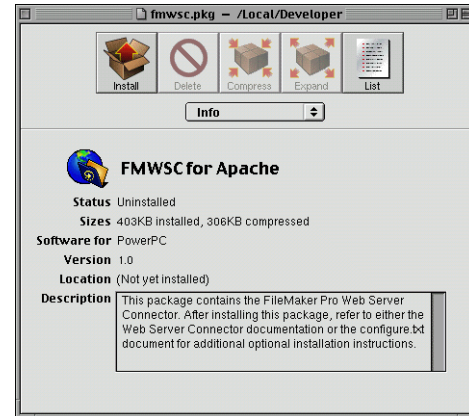 fmwsc.pkg – /Local/Developer
Install Delete Compress Expand List
Info
FMWSC for Apache
Status Uninstalled
Sizes 403KB installed, 306KB compressed
Software for PowerPC
Version 1.0
Location (Not yet installed)
Description This package contains the FileMaker Pro Web Server
Connector. After installing this package, refer to either the
Web Server Connector documentation or the configure.txt
document for additional optional installation instructions.